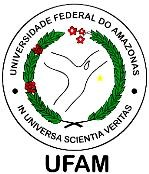 UNIVERSIDADE FEDERAL DO AMAZONAS
IN UNIVERSA SCIENTIA VERITAS
UFAM